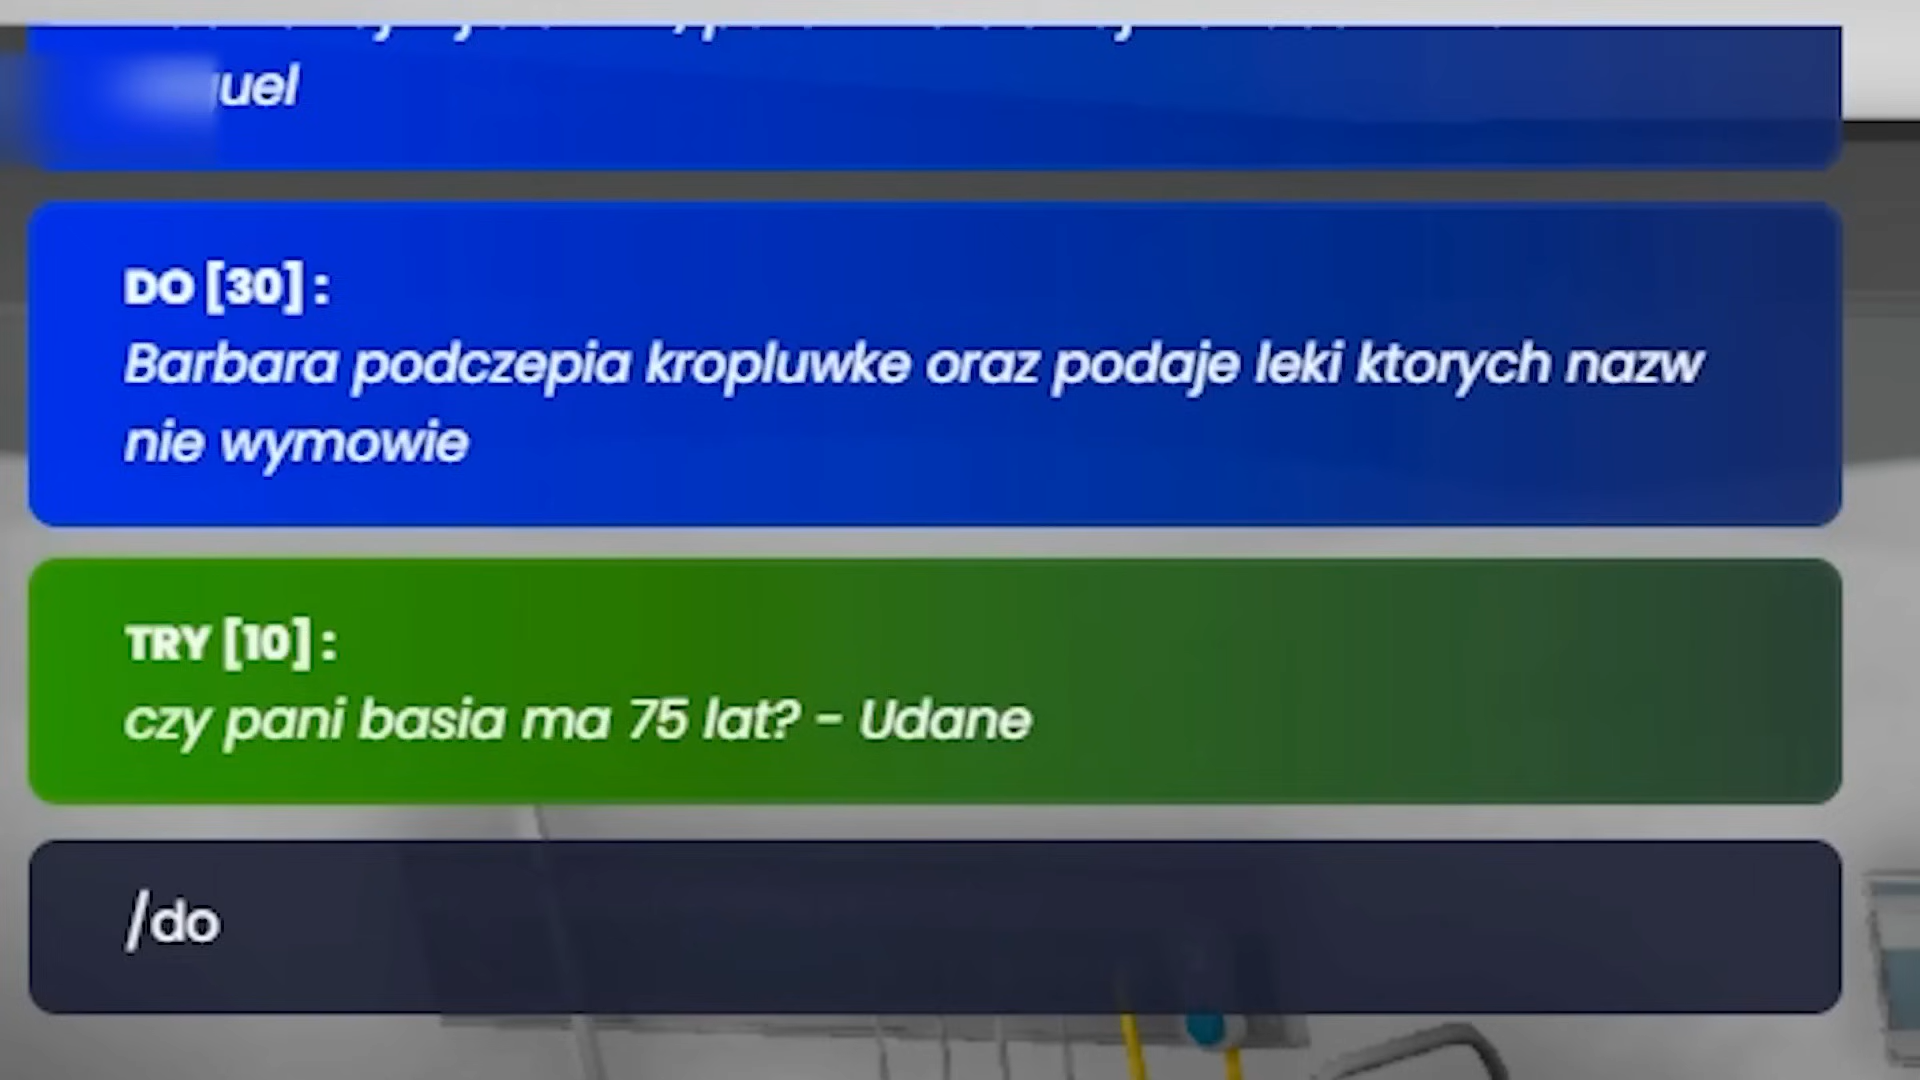 uel
DO [30] :
Barbara podczepia kropluwke oraz podaje leki ktorych nazw
nie wymowie
TRY [10] :
czy pani basia ma 75 lat? - Udane
/do